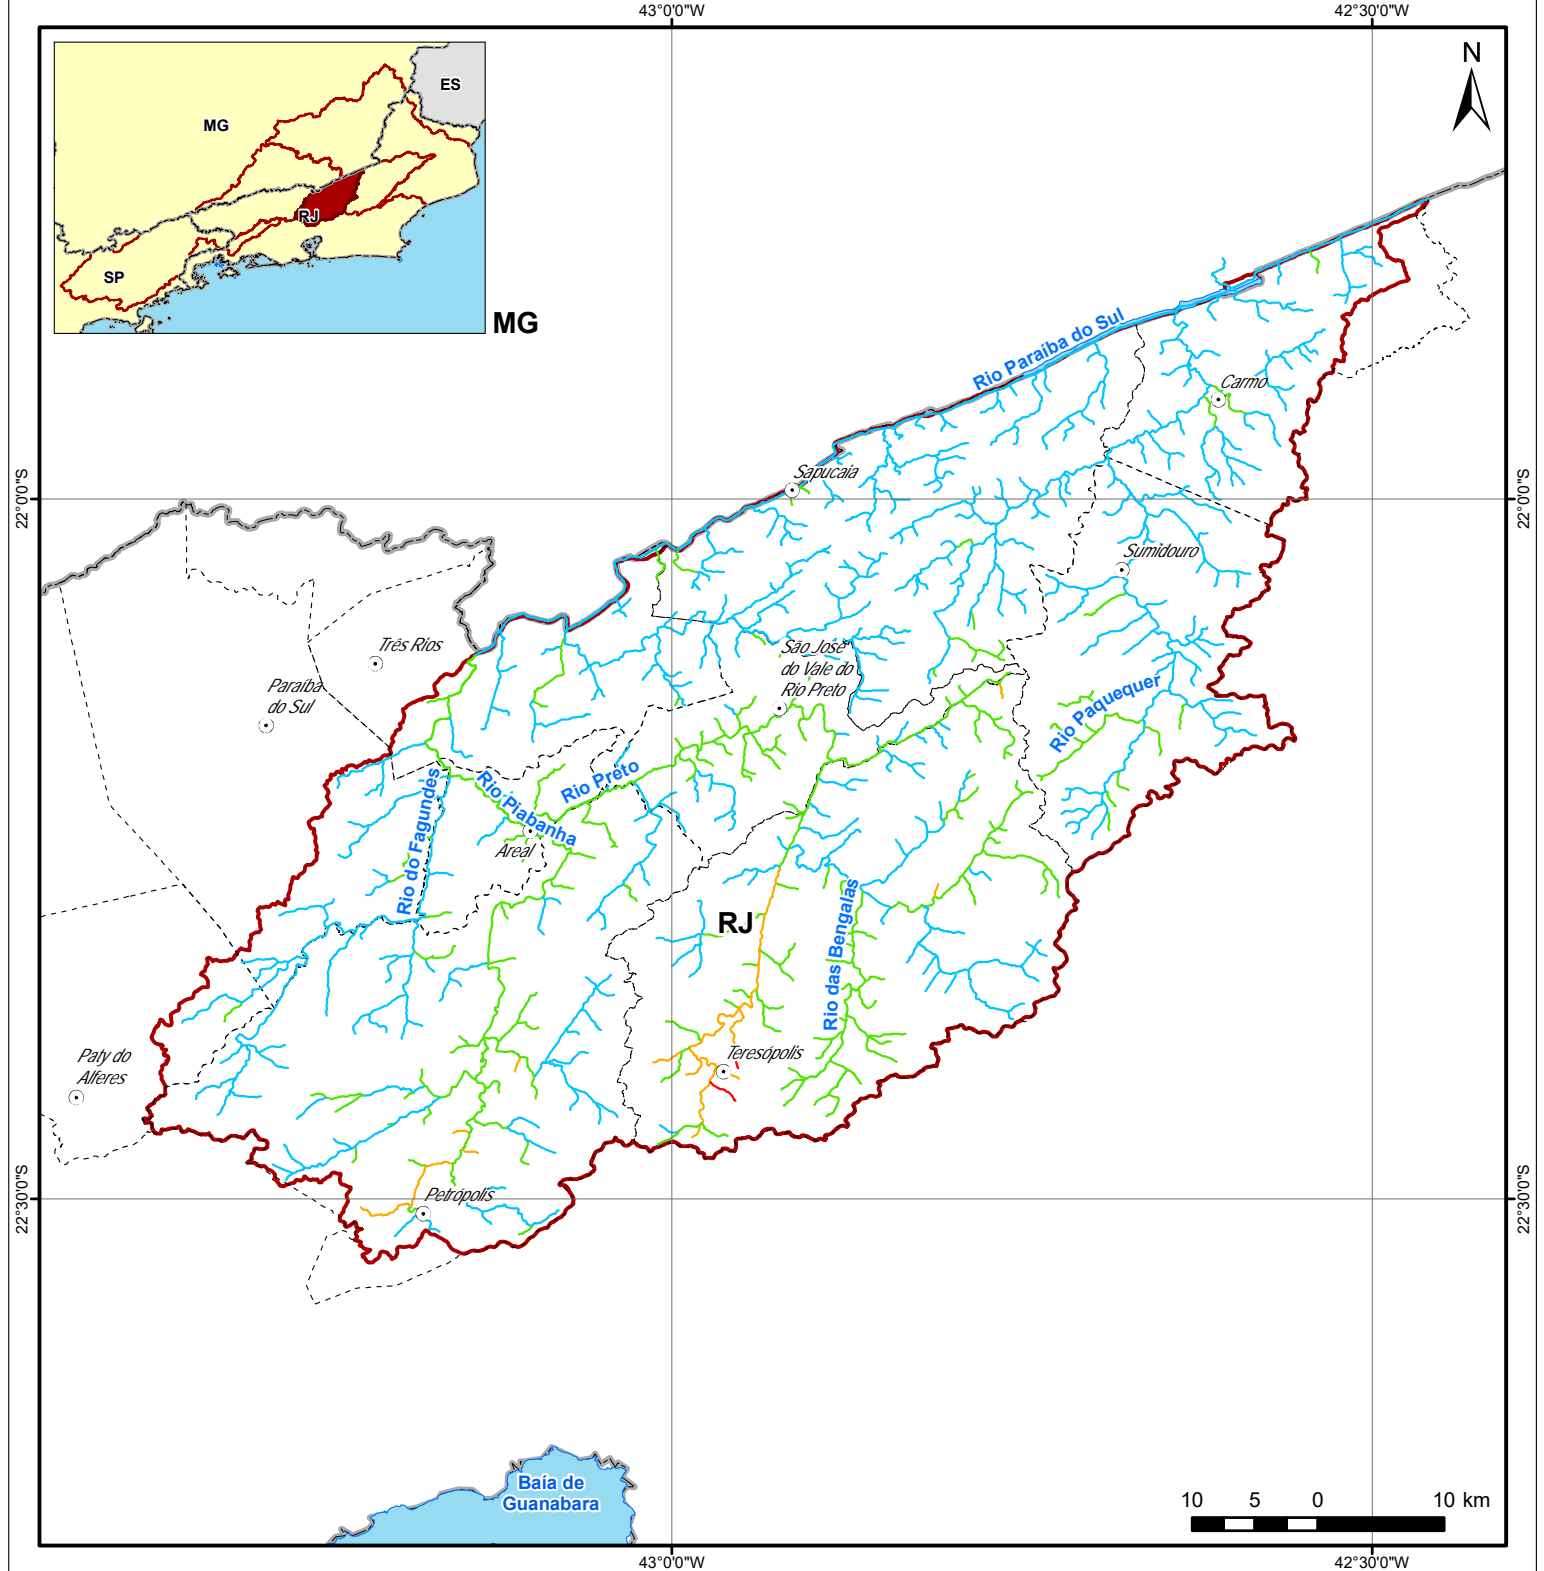 43°0'0"W
42°30'0"W
N
ES
MG
RJ
SP
MG
Rio Paraíba do Sul
Carmo
Sapucaia
22°0'0"S
22°0'0"S
Sumidouro
Três Rios
São José
do Vale do
Rio Preto
Paraíba
do Sul
Rio Paquequer
Rio Preto
Rio Piabanha
Rio do Fagundes
Areal
RJ
Rio das Bengalas
Teresópolis
Paty do
Alferes
Petrópolis
22°30'0"S
22°30'0"S
Baía de
Guanabara
10 5 0 10 km
43°0'0"W
42°30'0"W